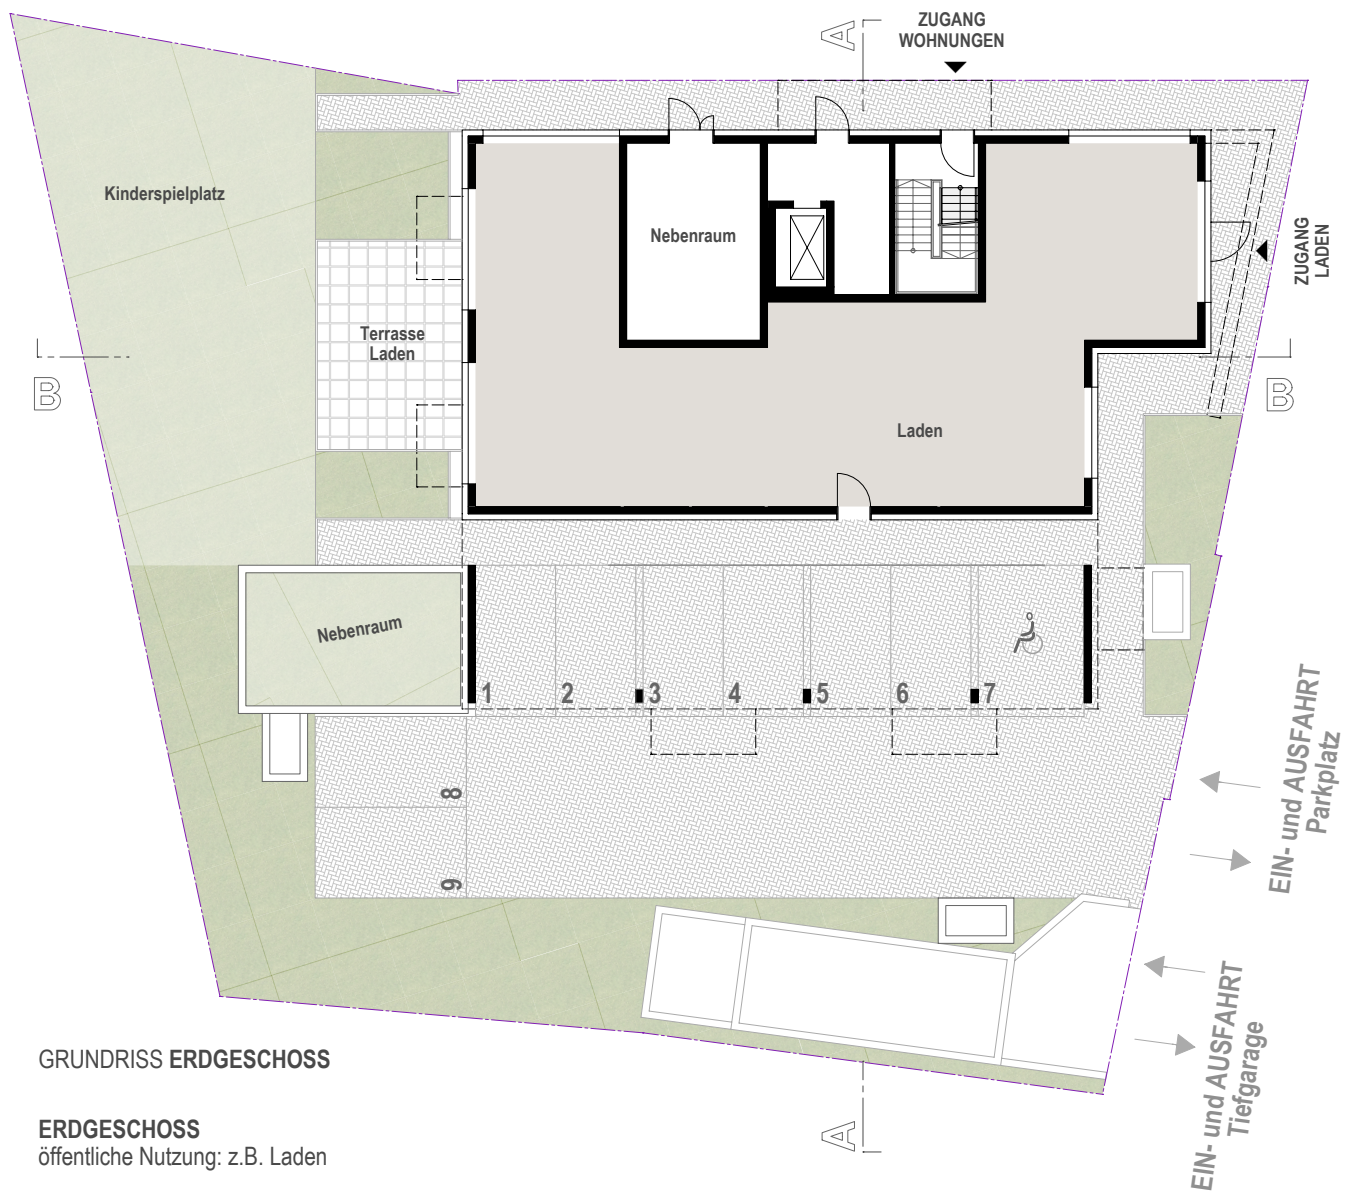 A
ZUGANG
WOHNUNGEN
Kinderspielplatz
Nebenraum
ZUGANG
LADEN
Terrasse
Laden
B
B
Laden
Nebenraum
1
2
3
4
5
6
7
8
9
EIN- und AUSFAHRT
Parkplatz
EIN- und AUSFAHRT
Tiefgarage
GRUNDRISS ERDGESCHOSS
A
ERDGESCHOSS
öffentliche Nutzung: z.B. Laden